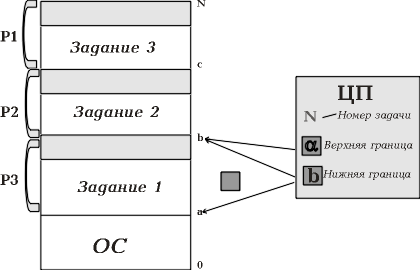 N
P1
Задание 3
c
P2
Задание 2
b
P3
Задание 1
a
ОС
0
ЦП
N Номер задачи
α Верхняя граница
b Нижняя граница